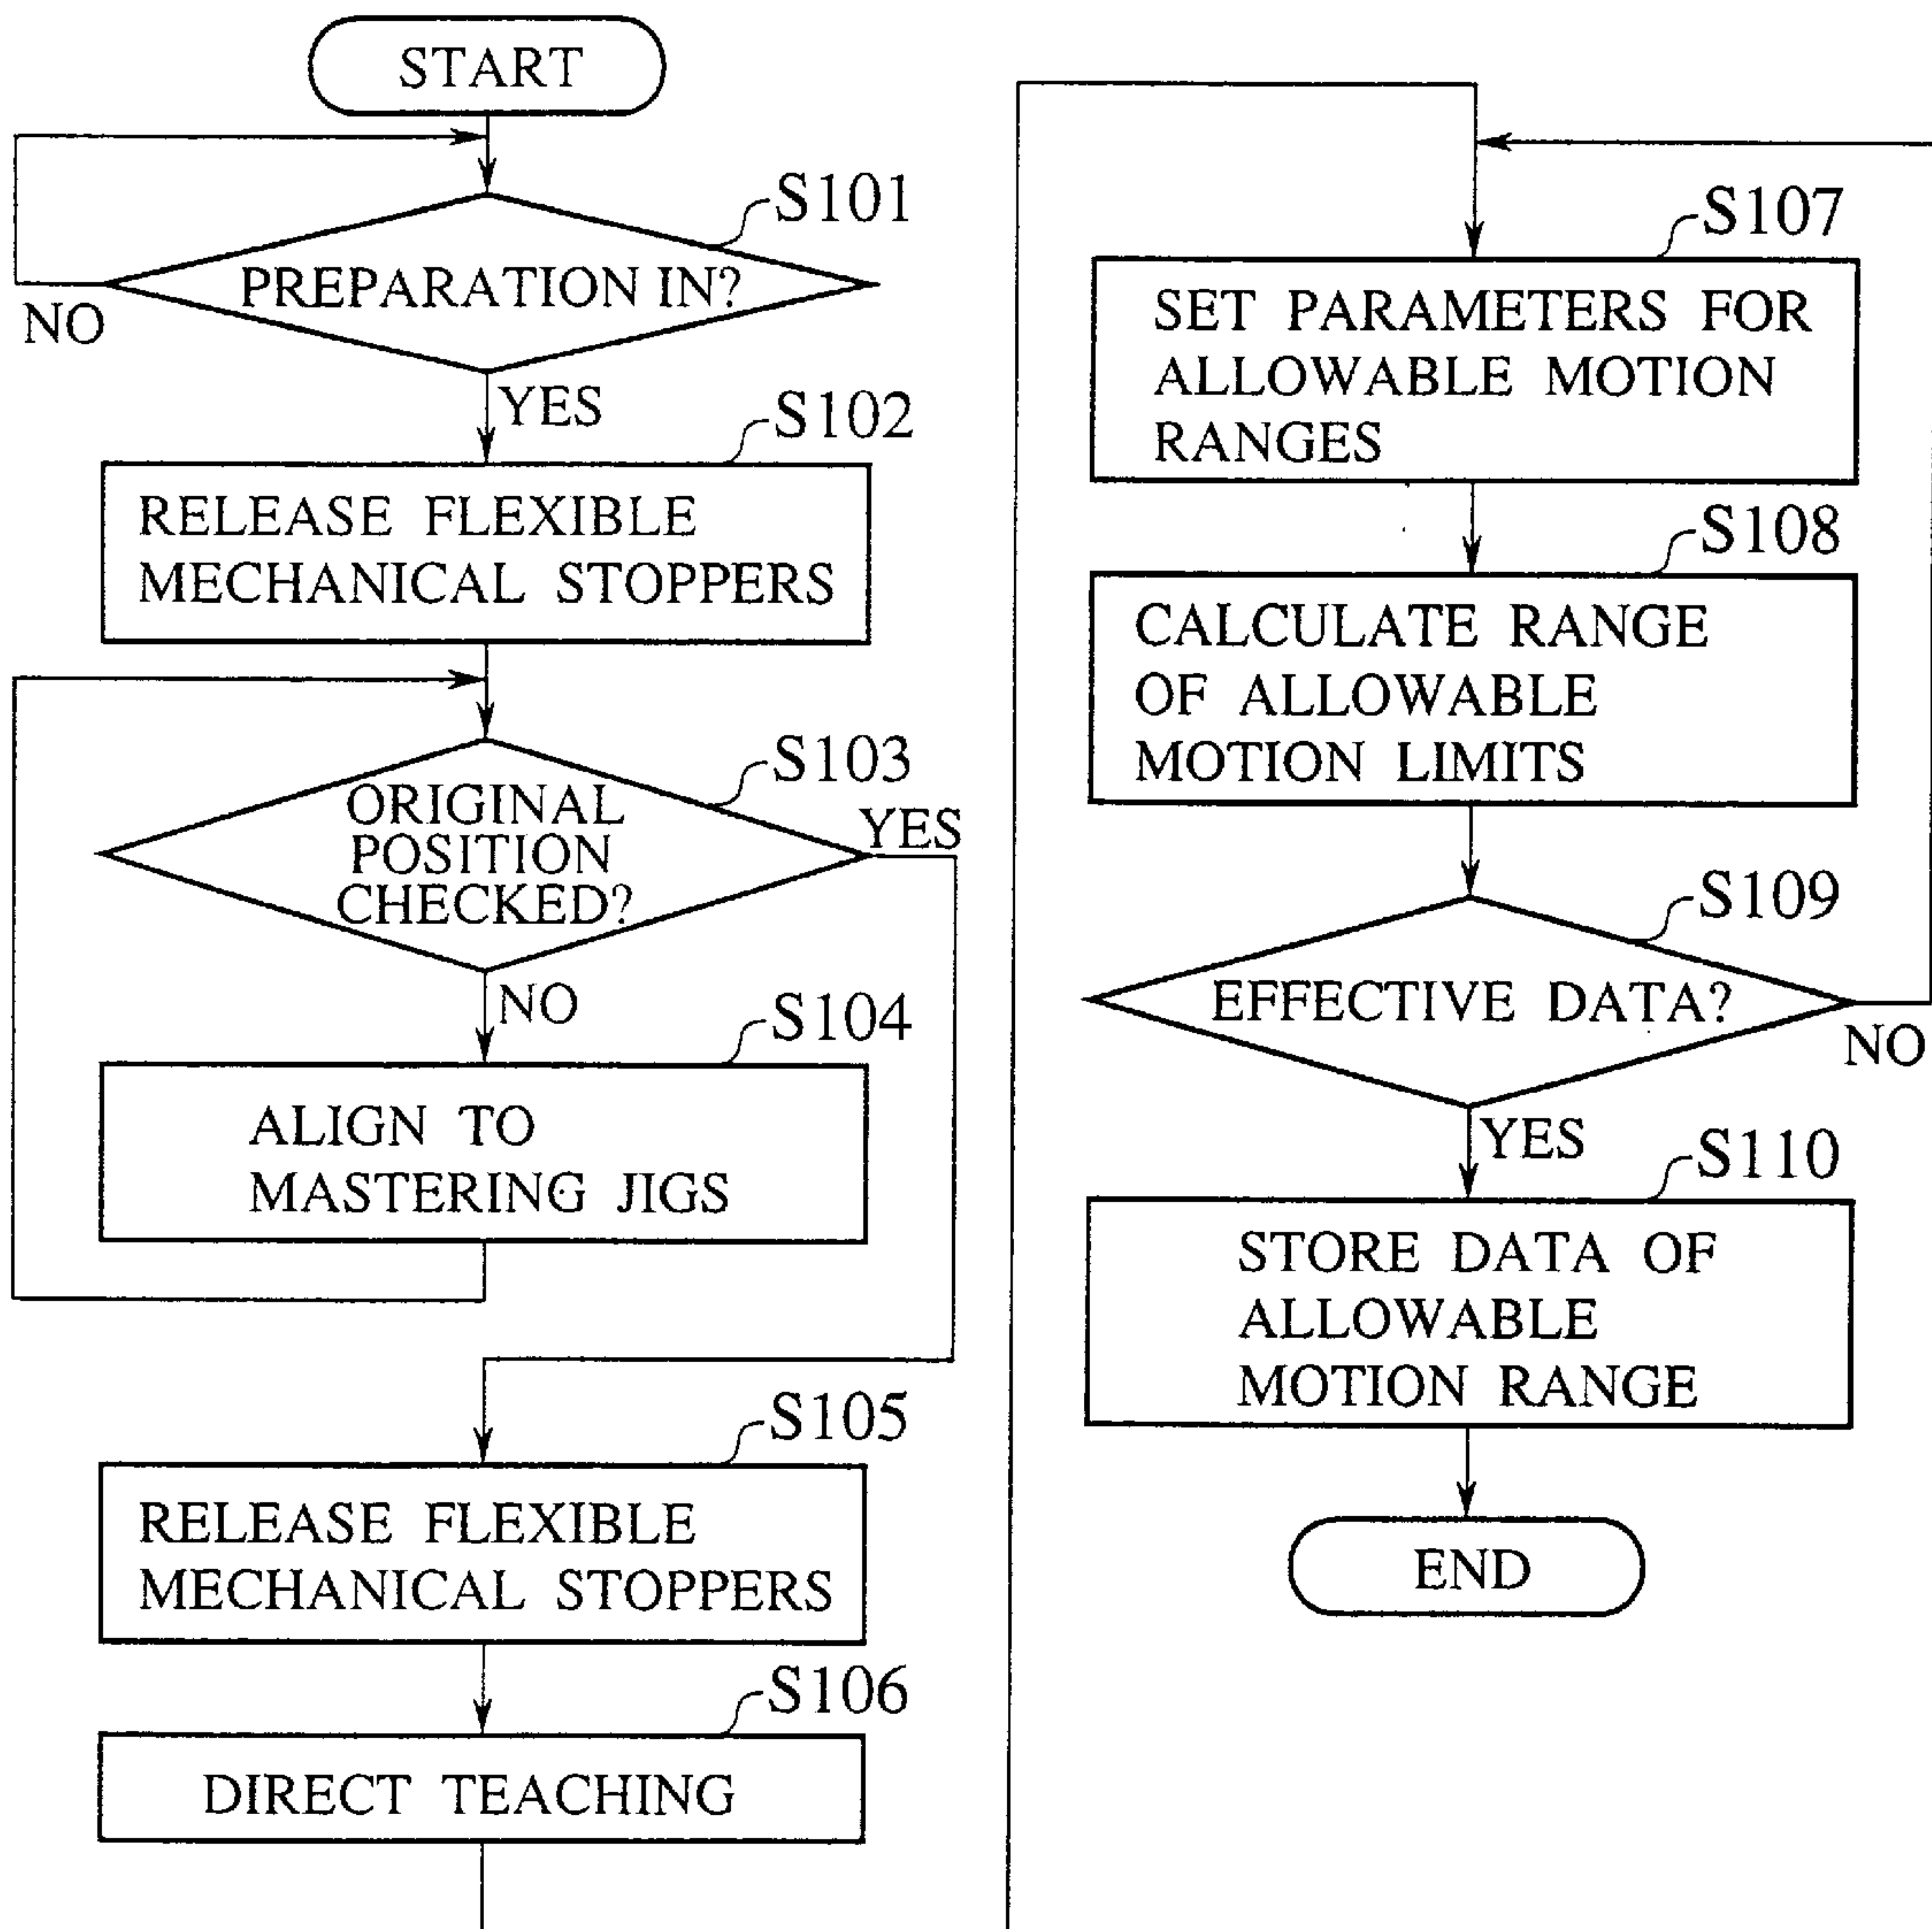 START
S101
PREPARATION IN?
NO
YES
S102
RELEASE FLEXIBLE
MECHANICAL STOPPERS
S103
ORIGINAL
POSITION
CHECKED?
YES
NO
S104
ALIGN TO
MASTERING JIGS
S105
RELEASE FLEXIBLE
MECHANICAL STOPPERS
S106
DIRECT TEACHING
S107
SET PARAMETERS FOR
ALLOWABLE MOTION
RANGES
S108
CALCULATE RANGE
OF ALLOWABLE
MOTION LIMITS
S109
EFFECTIVE DATA?
NO
YES
S110
STORE DATA OF
ALLOWABLE
MOTION RANGE
END